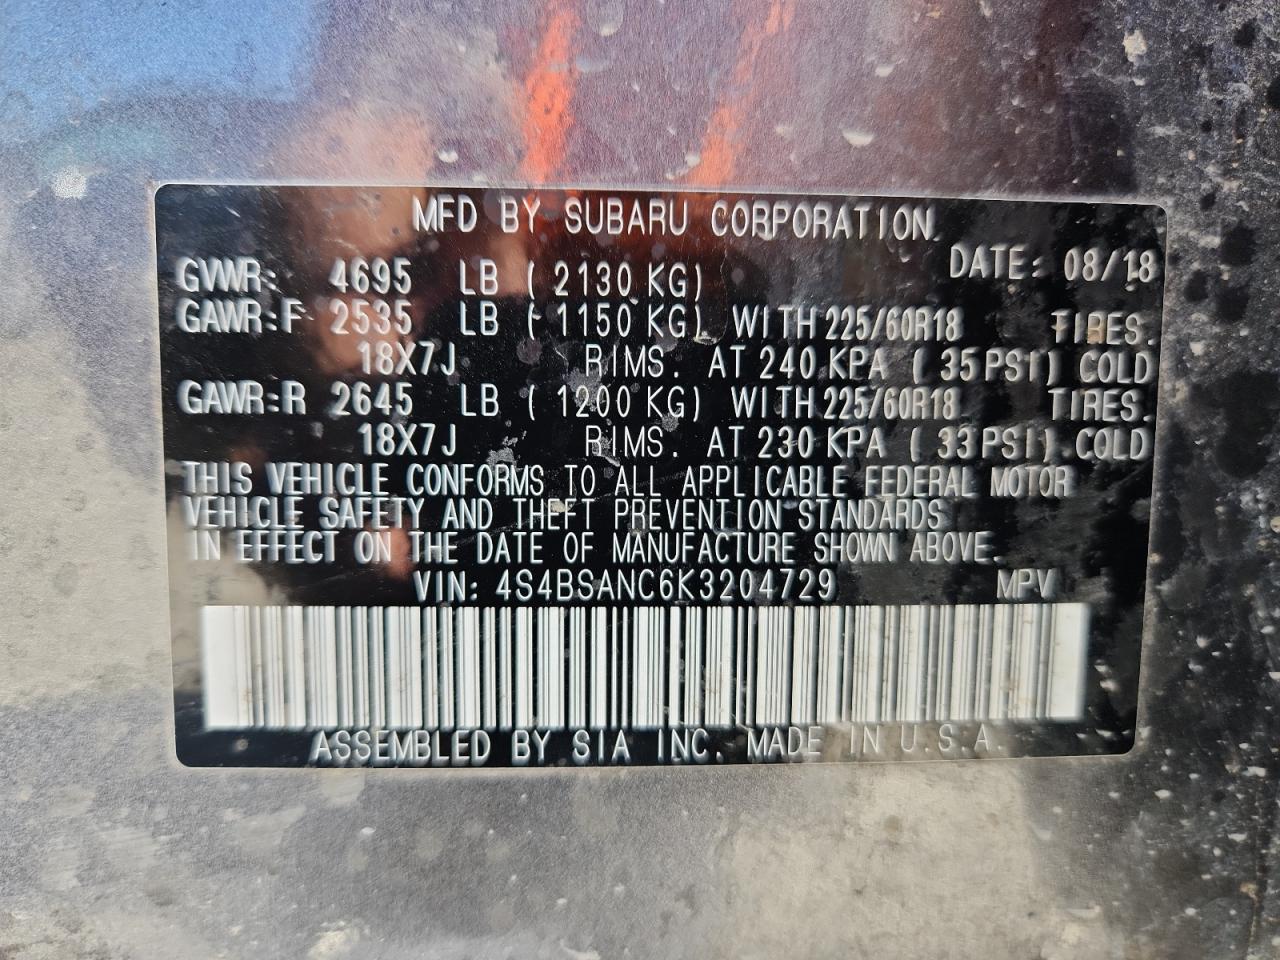 MFD BY SUBARU CORPORATION
DATE: 08/18
GVWR: 4695 LB ( 2130 KG)
GAWR:F 2535 LB ( 1150 KG) WITH 225/60R18 TIRES.
18X7J RIMS. AT 240 KPA ( 35 PSI) COLD
GAWR:R 2645 LB ( 1200 KG) WITH 225/60R18 TIRES.
18X7J RIMS. AT 230 KPA ( 33 PSI) COLD
THIS VEHICLE CONFORMS TO ALL APPLICABLE FEDERAL MOTOR
VEHICLE SAFETY AND THEFT PREVENTION STANDARDS
IN EFFECT ON THE DATE OF MANUFACTURE SHOWN ABOVE.
VIN: 4S4BSANC6K3204729 MPV
ASSEMBLED BY SIA INC. MADE IN U.S.A.